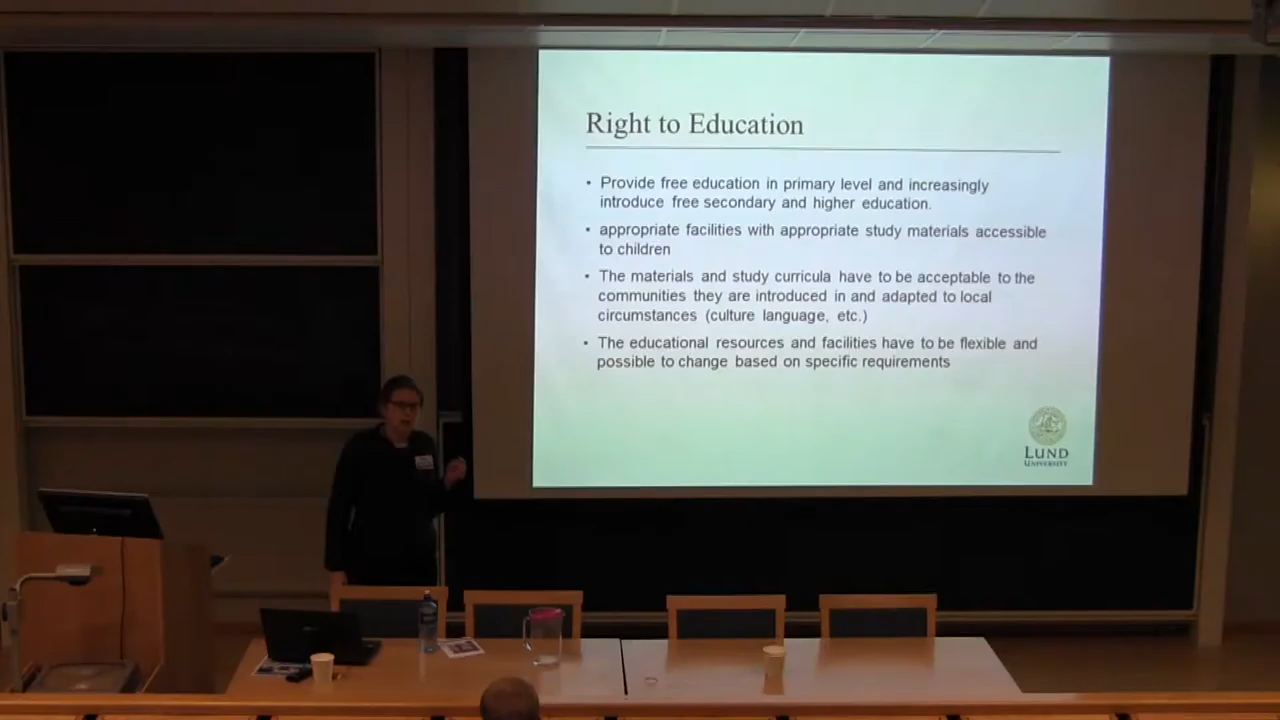 Right to Education
• Provide free education in primary level and increasingly
introduce free secondary and higher education.
• appropriate facilities with appropriate study materials accessible
to children
• The materials and study curricula have to be acceptable to the
communities they are introduced in and adapted to local
circumstances (culture language, etc.)
• The educational resources and facilities have to be flexible and
possible to change based on specific requirements
LUND
UNIVERSITY